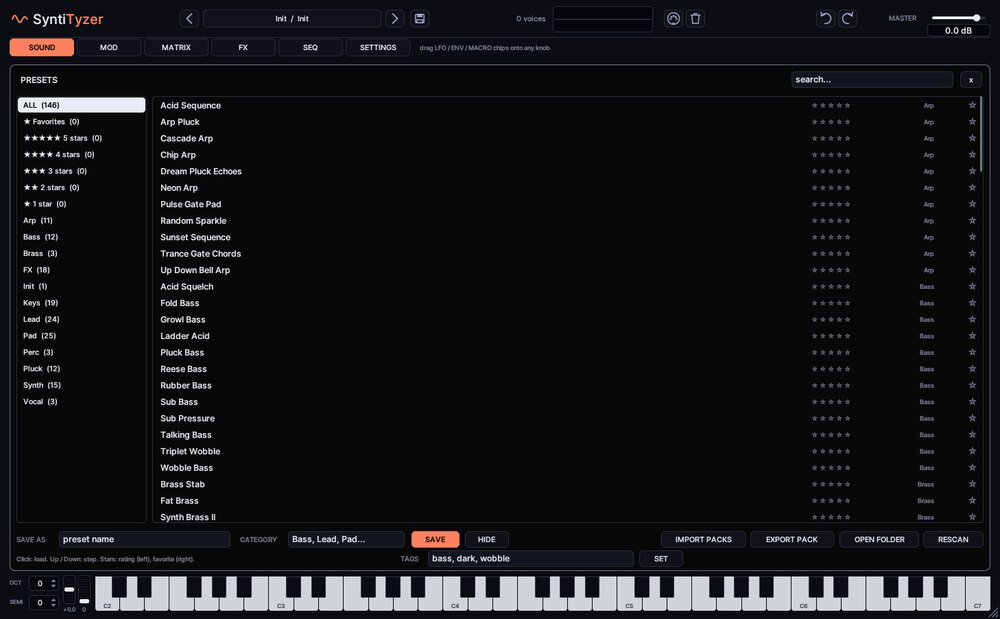 SyntiTyzer
Init / Init
0 voices
MASTER
0.0 dB
SOUND MOD MATRIX FX SEQ SETTINGS drag LFO / ENV / MACRO chips onto any knob
PRESETS
search...
x
ALL (146)
★ Favorites (0)
★★★★★ 5 stars (0)
★★★★ 4 stars (0)
★★★ 3 stars (0)
★★ 2 stars (0)
★ 1 star (0)
Arp (11)
Bass (12)
Brass (3)
FX (18)
Init (1)
Keys (19)
Lead (24)
Pad (25)
Perc (3)
Pluck (12)
Synth (15)
Vocal (3)
Acid Sequence Arp
Arp Pluck Arp
Cascade Arp Arp
Chip Arp Arp
Dream Pluck Echoes Arp
Neon Arp Arp
Pulse Gate Pad Arp
Random Sparkle Arp
Sunset Sequence Arp
Trance Gate Chords Arp
Up Down Bell Arp Arp
Acid Squelch Bass
Fold Bass Bass
Growl Bass Bass
Ladder Acid Bass
Pluck Bass Bass
Reese Bass Bass
Rubber Bass Bass
Sub Bass Bass
Sub Pressure Bass
Talking Bass Bass
Triplet Wobble Bass
Wobble Bass Bass
Brass Stab Brass
Fat Brass Brass
Synth Brass II Brass
SAVE AS preset name CATEGORY Bass, Lead, Pad... SAVE HIDE IMPORT PACKS EXPORT PACK OPEN FOLDER RESCAN
Click: load. Up / Down: step. Stars: rating (left), favorite (right). TAGS bass, dark, wobble SET
OCT 0
SEMI 0
+0.0 0
C2 C3 C4 C5 C6 C7